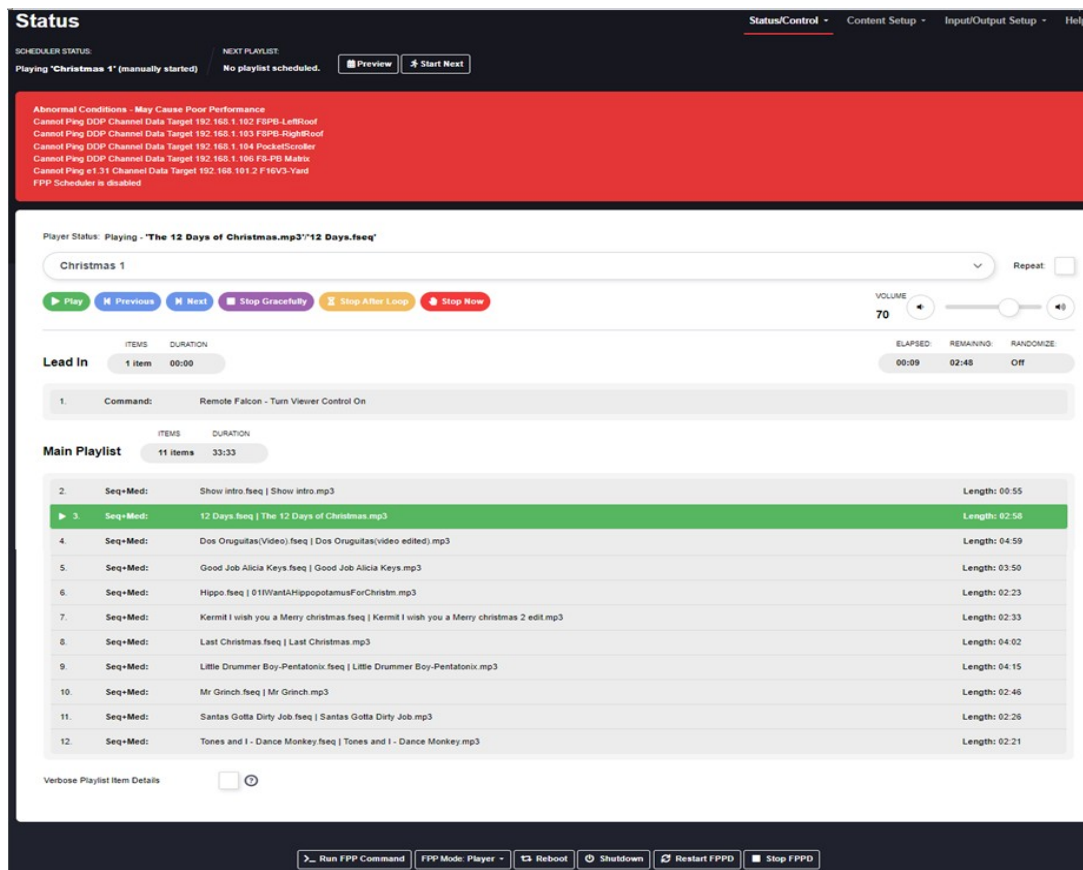 Status
Status/Control
Content Setup
Input/Output Setup
Help
SCHEDULER STATUS:
Playing 'Christmas 1' (manually started)
NEXT PLAYLIST:
No playlist scheduled.
Preview
Start Next
Abnormal Conditions - May Cause Poor Performance
Cannot Ping DDP Channel Data Target 192.168.1.102 F8PB-LeftRoof
Cannot Ping DDP Channel Data Target 192.168.1.103 F8PB-RightRoof
Cannot Ping DDP Channel Data Target 192.168.1.104 PocketScroller
Cannot Ping DDP Channel Data Target 192.168.1.106 F8-PB Matrix
Cannot Ping e1.31 Channel Data Target 192.168.101.2 F16V3-Yard
FPP Scheduler is disabled
Player Status: Playing - 'The 12 Days of Christmas.mp3'/'12 Days.fseq'
Christmas 1
Repeat:
Play
Previous
Next
Stop Gracefully
Stop After Loop
Stop Now
VOLUME
70
ITEMS DURATION
Lead In 1 item 00:00
ELAPSED: REMAINING: RANDOMIZE:
00:09 02:48 Off
1. Command: Remote Falcon - Turn Viewer Control On
ITEMS DURATION
Main Playlist 11 items 33:33
2. Seq+Med: Show intro.fseq | Show intro.mp3 Length: 00:55
3. Seq+Med: 12 Days.fseq | The 12 Days of Christmas.mp3 Length: 02:58
4. Seq+Med: Dos Oruguitas(Video).fseq | Dos Oruguitas(video edited).mp3 Length: 04:59
5. Seq+Med: Good Job Alicia Keys.fseq | Good Job Alicia Keys.mp3 Length: 03:50
6. Seq+Med: Hippo.fseq | 01IWantAHippopotamusForChristm.mp3 Length: 02:23
7. Seq+Med: Kermit I wish you a Merry christmas.fseq | Kermit I wish you a Merry christmas 2 edit.mp3 Length: 02:33
8. Seq+Med: Last Christmas.fseq | Last Christmas.mp3 Length: 04:02
9. Seq+Med: Little Drummer Boy-Pentatonix.fseq | Little Drummer Boy-Pentatonix.mp3 Length: 04:15
10. Seq+Med: Mr Grinch.fseq | Mr Grinch.mp3 Length: 02:46
11. Seq+Med: Santas Gotta Dirty Job.fseq | Santas Gotta Dirty Job.mp3 Length: 02:26
12. Seq+Med: Tones and I - Dance Monkey.fseq | Tones and I - Dance Monkey.mp3 Length: 02:21
Verbose Playlist Item Details
Run FPP Command
FPP Mode: Player
Reboot
Shutdown
Restart FPPD
Stop FPPD